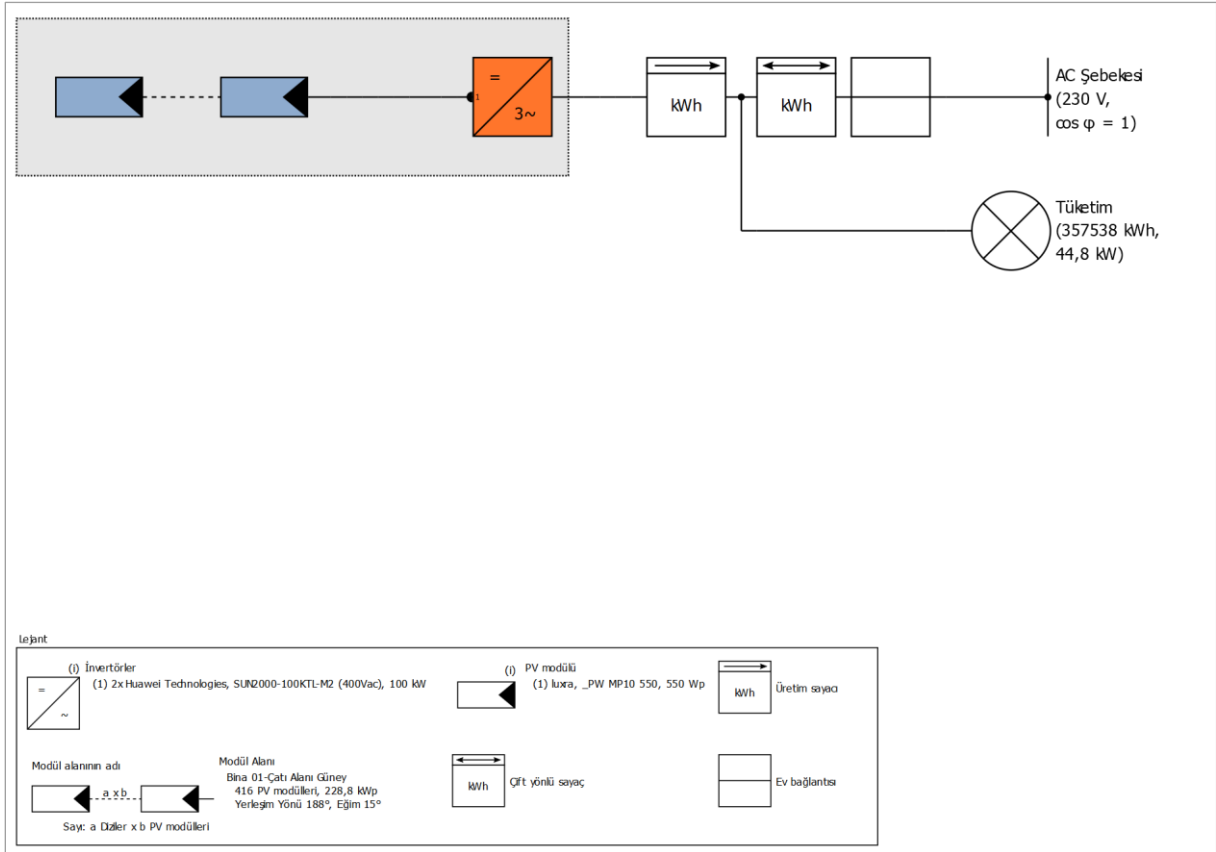 =
1
3~
kWh
kWh
AC Şebekesi
(230 V,
cos φ = 1)
Tüketim
(357538 kWh,
44,8 kW)
Lejant
(i) İnvertörler
(1) 2x Huawei Technologies, SUN2000-100KTL-M2 (400Vac), 100 kW
=
~
(i) PV modülü
(1) luxra, _PW MP10 550, 550 Wp
kWh
Üretim sayacı
Modül alanının adı
a x b
Sayı: a Diziler x b PV modülleri
Modül Alanı
Bina 01-Çatı Alanı Güney
416 PV modülleri, 228,8 kWp
Yerleşim Yönü 188°, Eğim 15°
kWh
Çift yönlü sayaç
Ev bağlantısı